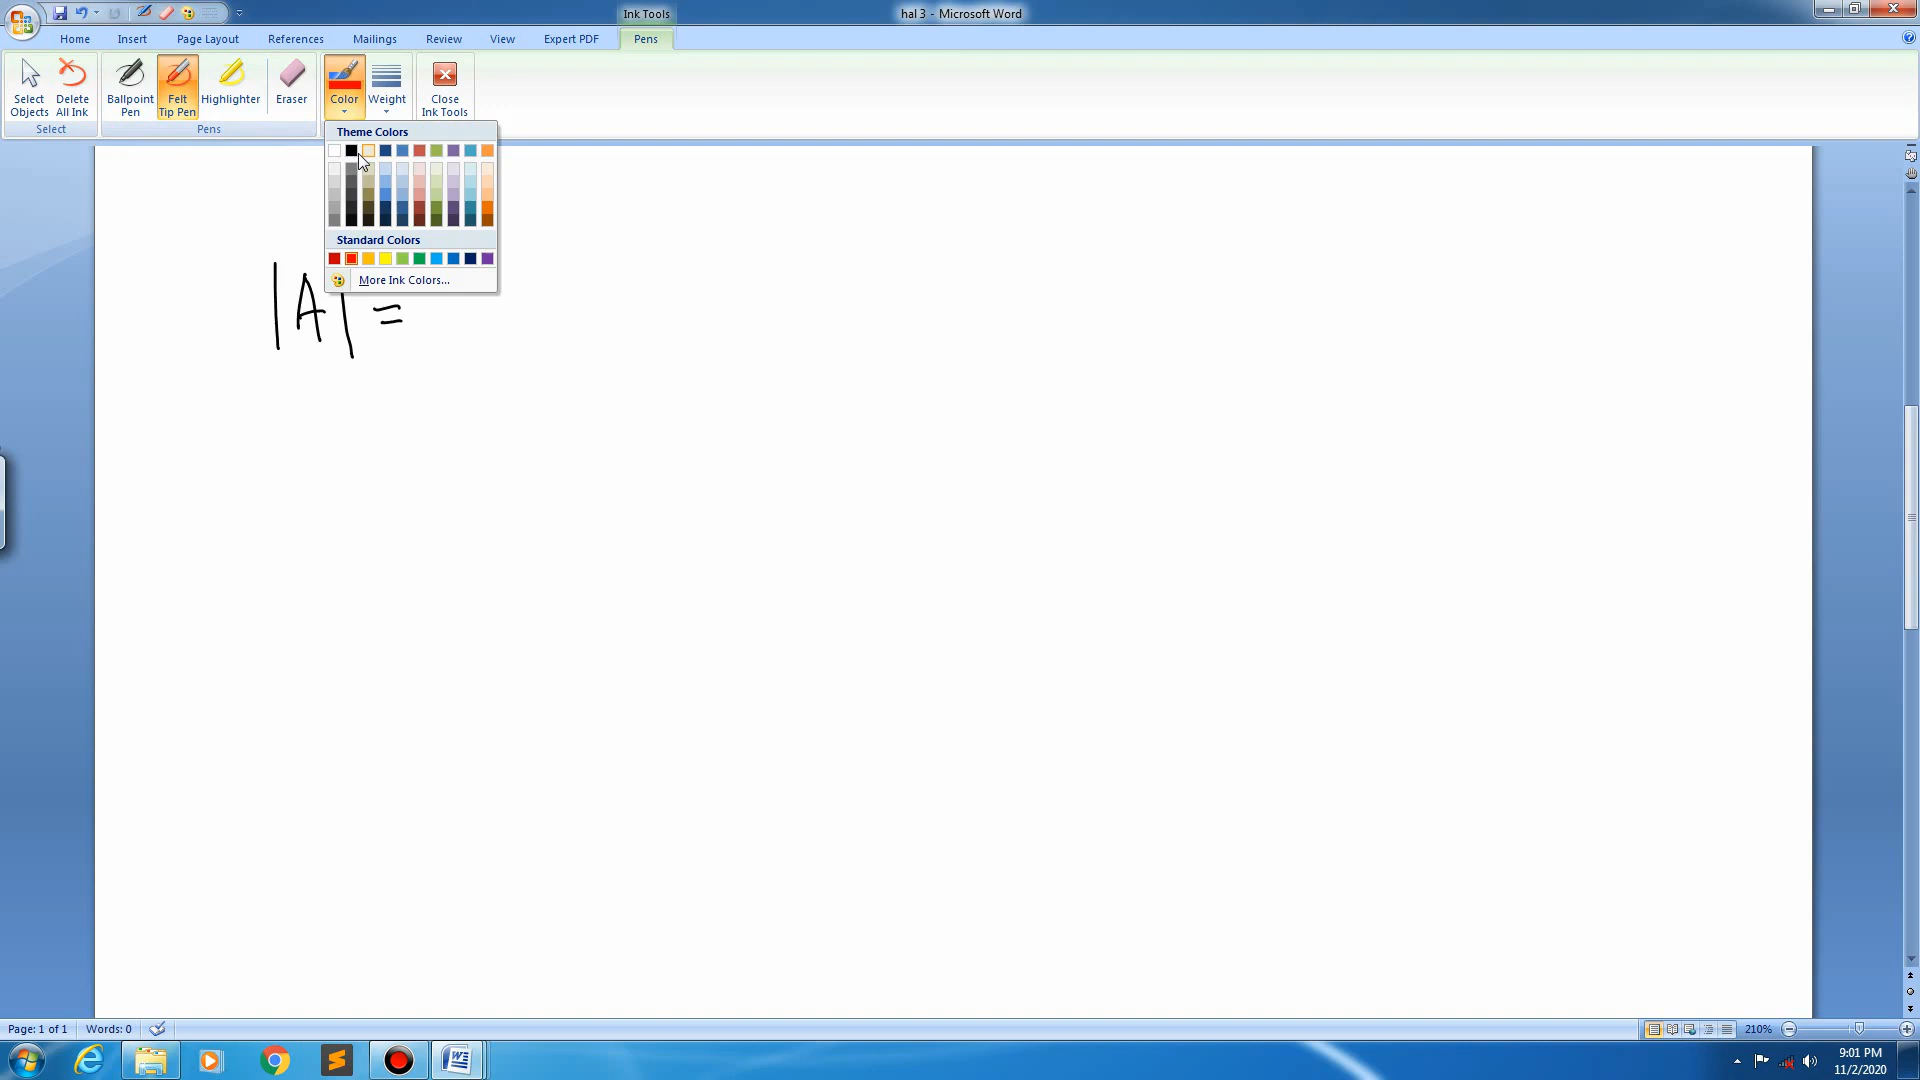 Ink Tools
hal 3 - Microsoft Word
Home Insert Page Layout References Mailings Review View Expert PDF Pens
Select Objects
Delete All Ink
Ballpoint Pen
Felt Tip Pen
Highlighter
Eraser
Color
Weight
Close Ink Tools
Select
Pens
Theme Colors
Standard Colors
More Ink Colors...
|A| =
Page: 1 of 1 Words: 0
210%
9:01 PM
11/2/2020